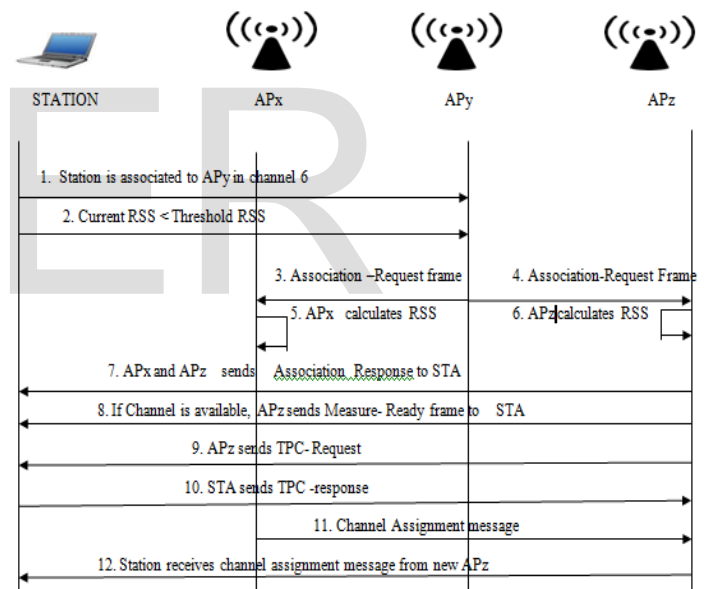 STATION APx APy APz
1. Station is associated to APy in channel 6
2. Current RSS < Threshold RSS
3. Association –Request frame 4. Association-Request Frame
5. APx calculates RSS 6. APz calculates RSS
7. APx and APz sends Association Response to STA
8. If Channel is available, APz sends Measure- Ready frame to STA
9. APz sends TPC- Request
10. STA sends TPC -response
11. Channel Assignment message
12. Station receives channel assignment message from new APz
ER